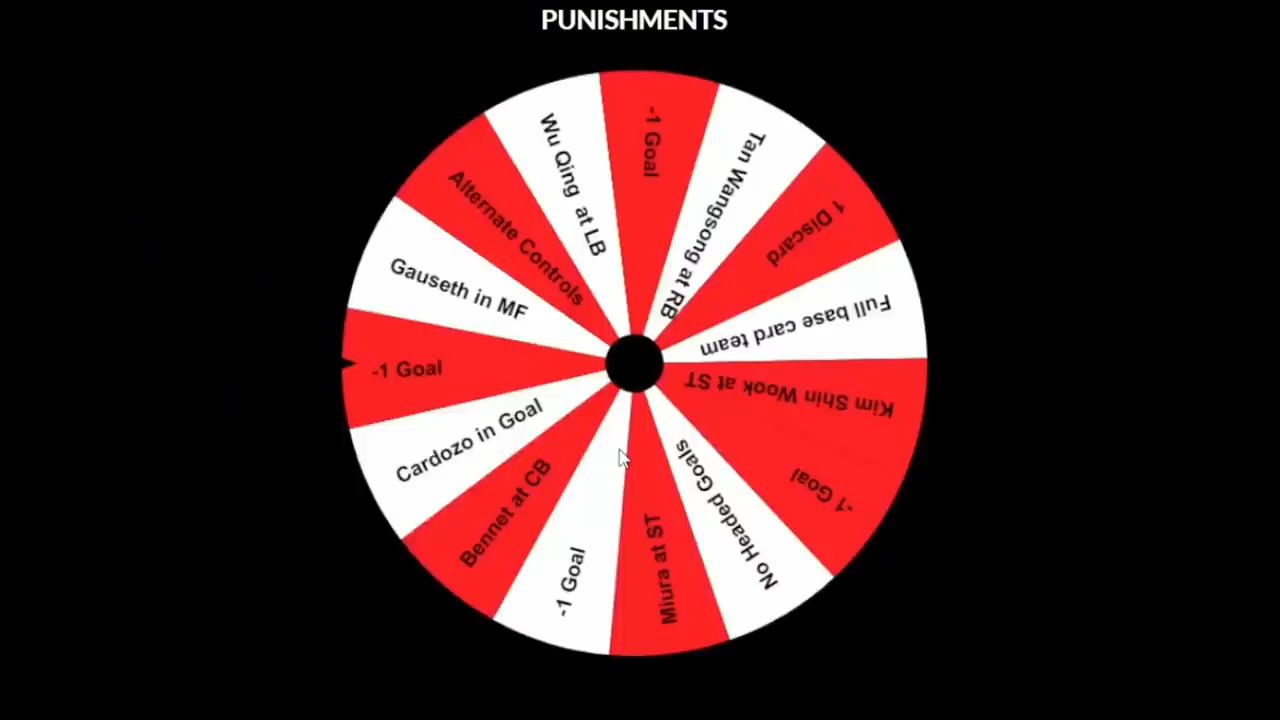 PUNISHMENTS
-1 Goal
Tan Wangsong at RB
1 Discard
Full base card team
Kim Shin Wook at ST
-1 Goal
No Headed Goals
Miura at ST
-1 Goal
Bennet at CB
Cardozo in Goal
-1 Goal
Gauseth in MF
Alternate Controls
Wu Qing at LB